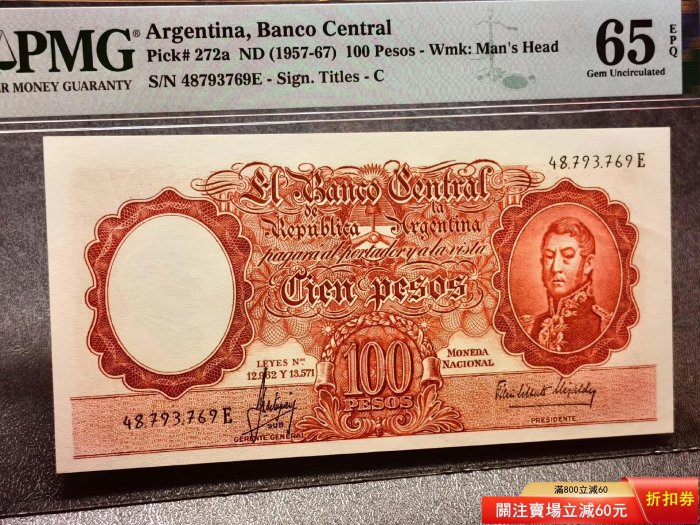 PMG®
ER MONEY GUARANTY
Argentina, Banco Central
Pick# 272a ND (1957-67) 100 Pesos - Wmk: Man's Head
S/N 48793769E - Sign. Titles - C
65 EPQ
Gem Uncirculated
48.793.769 E
El Banco Central
de la
República Argentina
pagará al portador y a la vista
Cien pesos
LEYES Nos.
12.962 Y 13.571
100
PESOS
MONEDA
NACIONAL
48.793.769 E
SUB
GERENTE GENERAL
PRESIDENTE
滿800立減60
關注賣場立減60元
折扣券